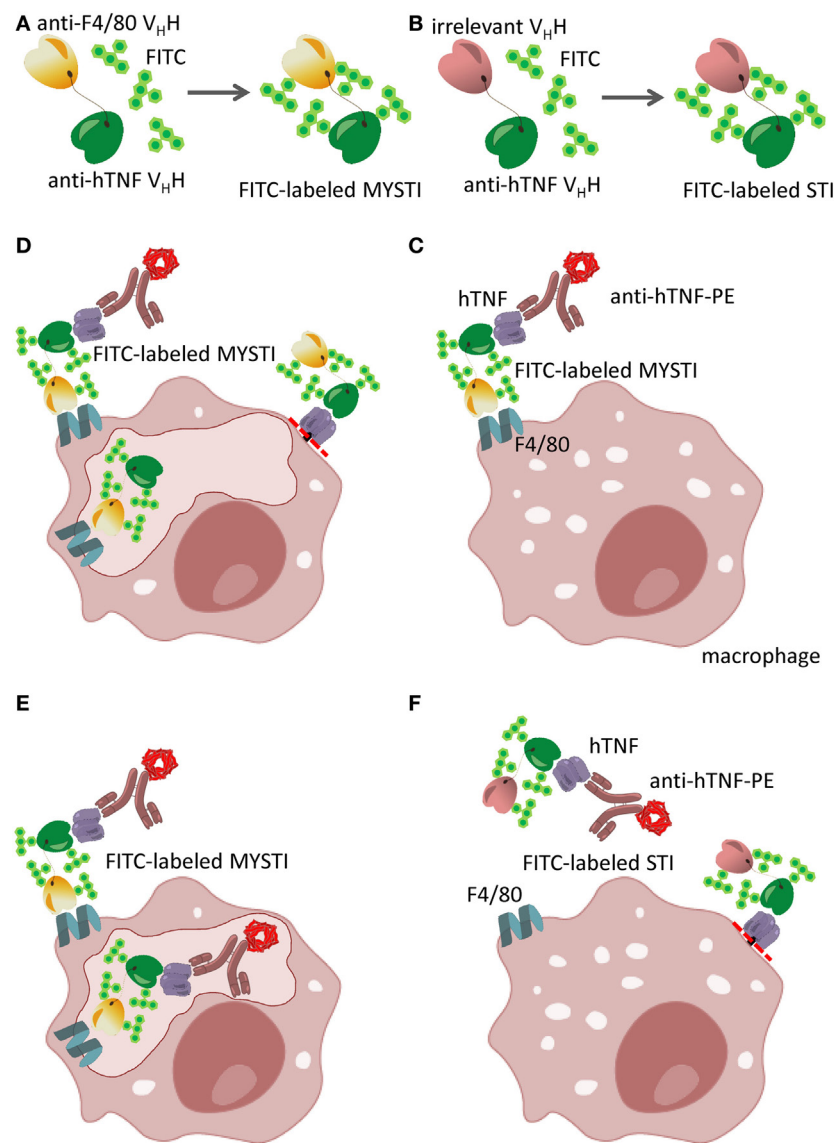 A
anti-F4/80 VHH
FITC
anti-hTNF VHH
FITC-labeled MYSTI
B
irrelevant VHH
FITC
anti-hTNF VHH
FITC-labeled STI
D
FITC-labeled MYSTI
C
hTNF
anti-hTNF-PE
FITC-labeled MYSTI
F4/80
macrophage
E
FITC-labeled MYSTI
F
hTNF
anti-hTNF-PE
FITC-labeled STI
F4/80